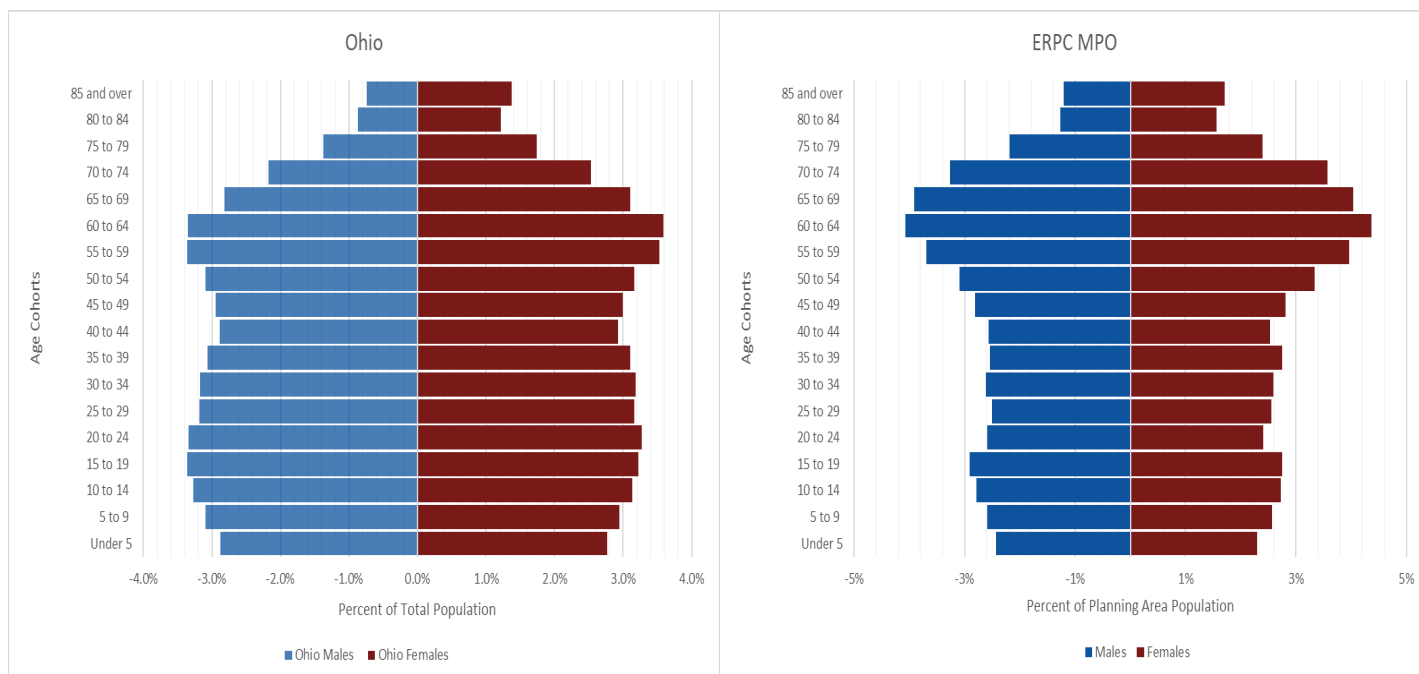 Ohio
85 and over
80 to 84
75 to 79
70 to 74
65 to 69
60 to 64
55 to 59
50 to 54
45 to 49
40 to 44
35 to 39
30 to 34
25 to 29
20 to 24
15 to 19
10 to 14
5 to 9
Under 5
Age Cohorts
-4.0% -3.0% -2.0% -1.0% 0.0% 1.0% 2.0% 3.0% 4.0%
Percent of Total Population
Ohio Males Ohio Females
ERPC MPO
85 and over
80 to 84
75 to 79
70 to 74
65 to 69
60 to 64
55 to 59
50 to 54
45 to 49
40 to 44
35 to 39
30 to 34
25 to 29
20 to 24
15 to 19
10 to 14
5 to 9
Under 5
Age Cohorts
-5% -3% -1% 1% 3% 5%
Percent of Planning Area Population
Males Females